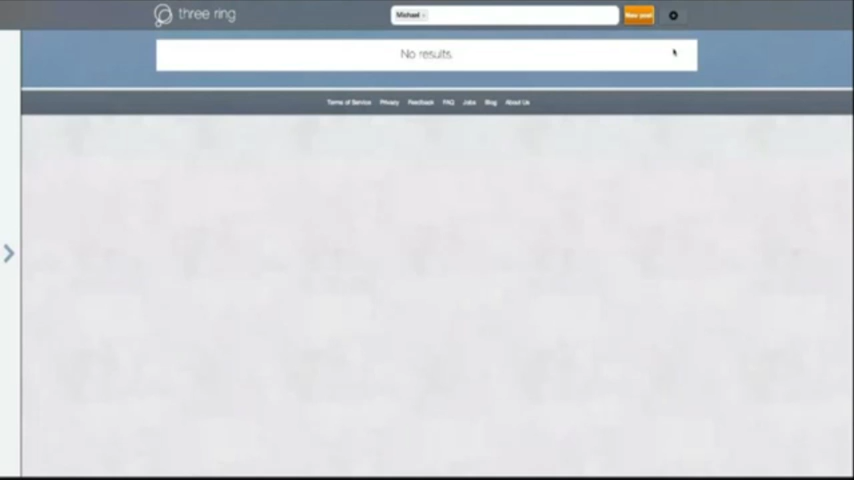 three ring
Michael ×
New post
No results
Terms of Service Privacy Feedback FAQ Jobs Blog About Us